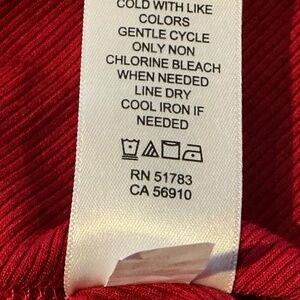 COLD WITH LIKE
COLORS
GENTLE CYCLE
ONLY NON
CHLORINE BLEACH
WHEN NEEDED
LINE DRY
COOL IRON IF
NEEDED
RN 51783
CA 56910